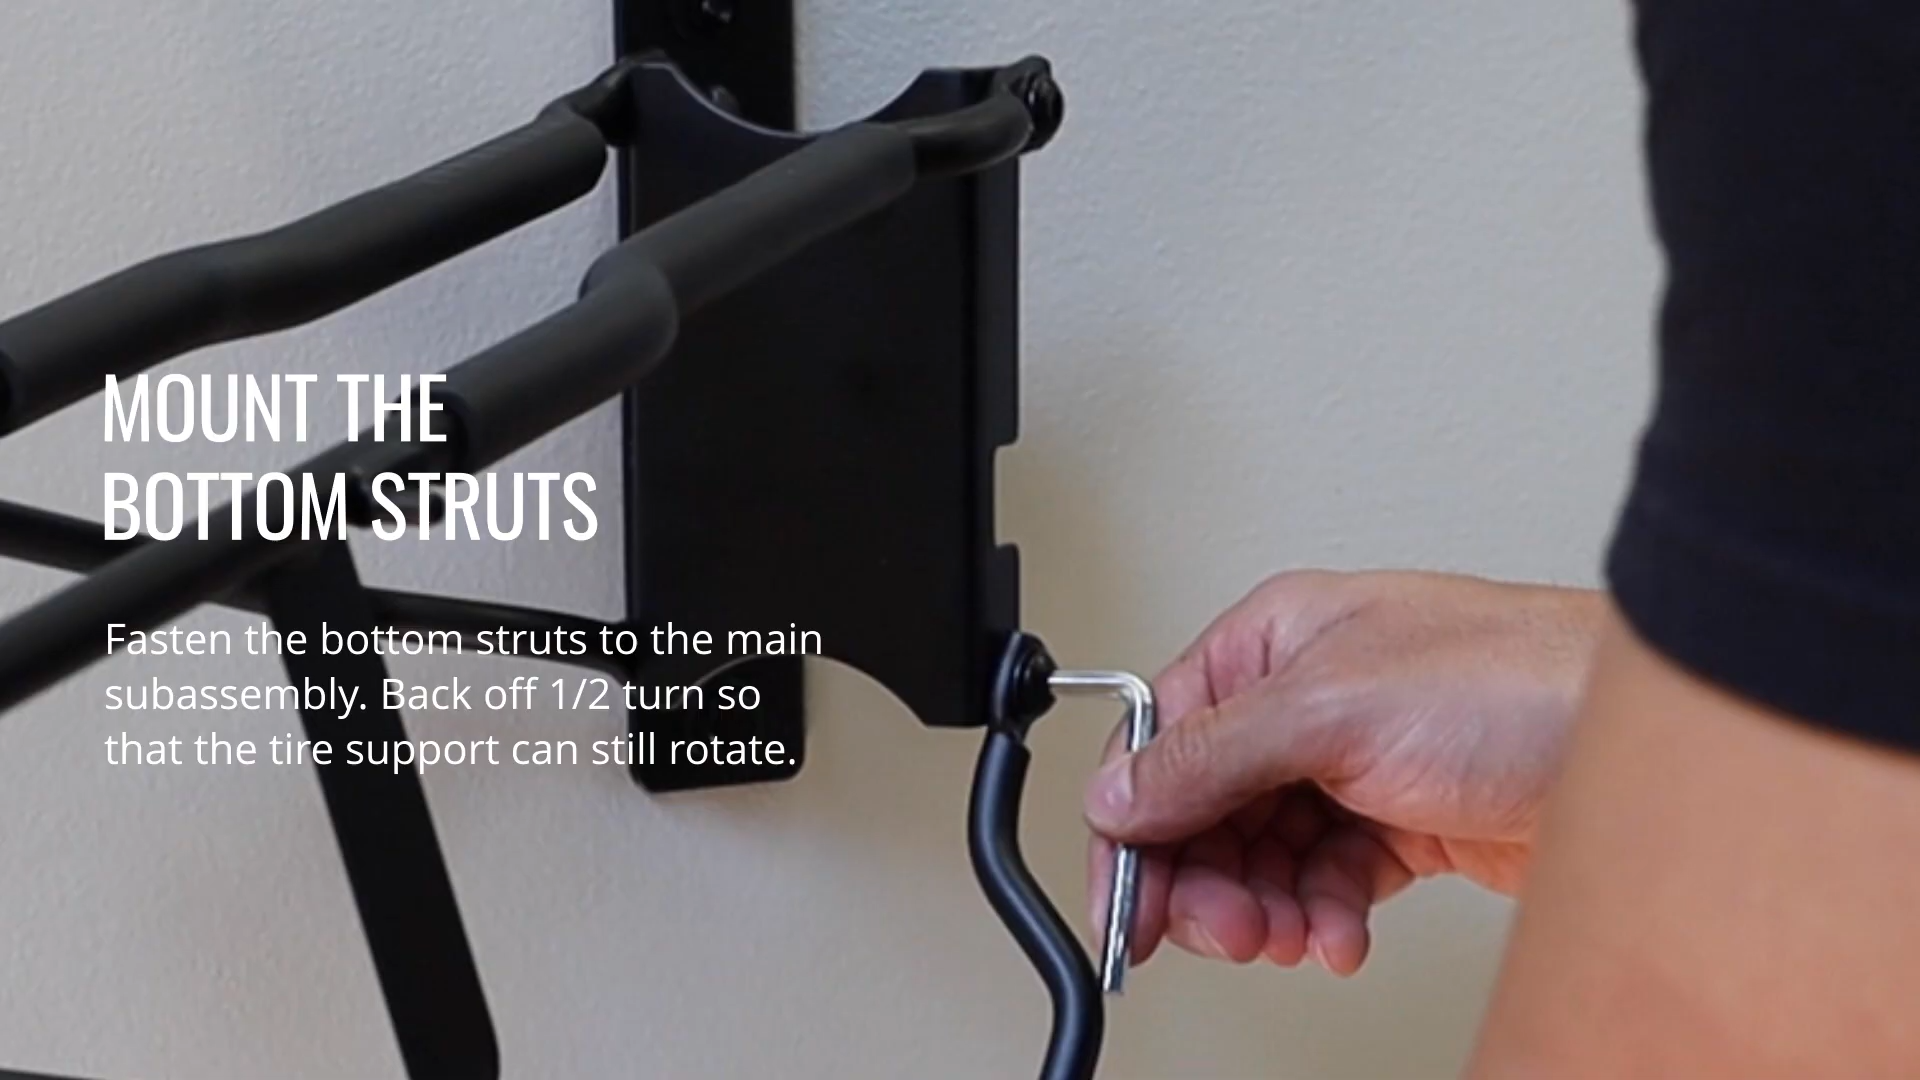 MOUNT THE
BOTTOM STRUTS
Fasten the bottom struts to the main
subassembly. Back off 1/2 turn so
that the tire support can still rotate.